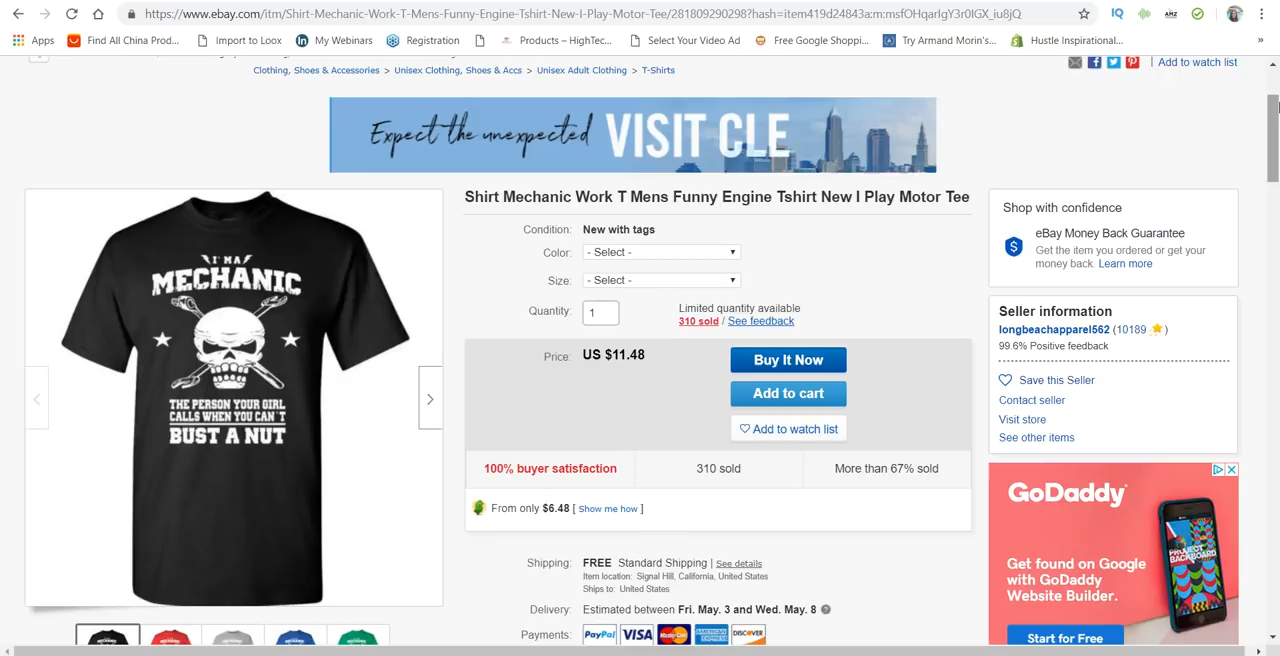 https://www.ebay.com/itm/Shirt-Mechanic-Work-T-Mens-Funny-Engine-Tshirt-New-I-Play-Motor-Tee/281809290298?hash=item419d24843a:m:msfOHqarIgY3r0IGX_iu8jQ
Apps
Find All China Prod...
Import to Loox
My Webinars
Registration
Products – HighTec...
Select Your Video Ad
Free Google Shoppi...
Try Armand Morin's...
Hustle Inspirational...
»
Clothing, Shoes & Accessories > Unisex Clothing, Shoes & Accs > Unisex Adult Clothing > T-Shirts
Add to watch list
Expect the unexpected VISIT CLE
Shirt Mechanic Work T Mens Funny Engine Tshirt New I Play Motor Tee
Condition: New with tags
Color: - Select -
Size: - Select -
Quantity: 1
Limited quantity available
310 sold / See feedback
Price: US $11.48
Buy It Now
Add to cart
Add to watch list
100% buyer satisfaction
310 sold
More than 67% sold
From only $6.48 [ Show me how ]
Shipping: FREE Standard Shipping | See details
Item location: Signal Hill, California, United States
Ships to: United States
Delivery: Estimated between Fri. May. 3 and Wed. May. 8
Payments: PayPal VISA MasterCard AMERICAN EXPRESS DISCOVER
I'M A
MECHANIC
THE PERSON YOUR GIRL
CALLS WHEN YOU CAN'T
BUST A NUT
Shop with confidence
eBay Money Back Guarantee
Get the item you ordered or get your
money back. Learn more
Seller information
longbeachapparel562 (10189 )
99.6% Positive feedback
Save this Seller
Contact seller
Visit store
See other items
GoDaddy
Get found on Google
with GoDaddy
Website Builder.
PROJECT
BACKBOARD
Start for Free